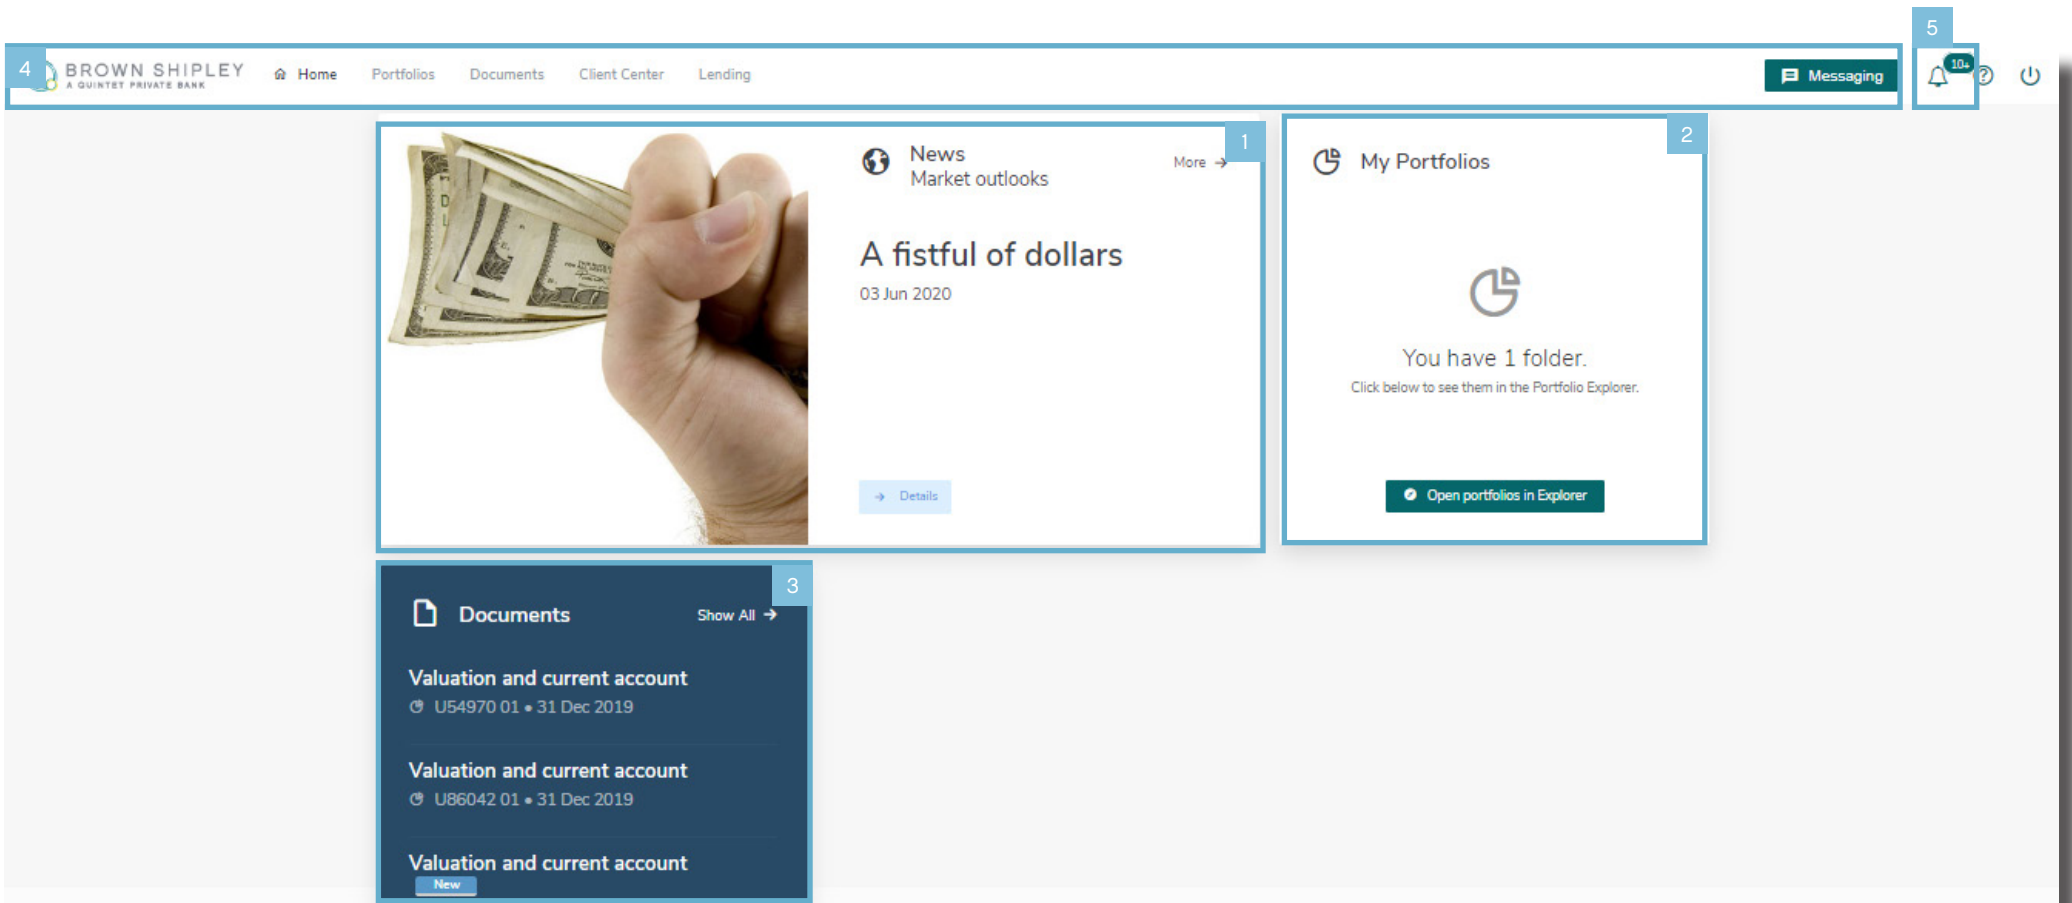 5
4
BROWN SHIPLEY
A QUINTET PRIVATE BANK
Home
Portfolios
Documents
Client Center
Lending
Messaging
10+
1
News
Market outlooks
More →
A fistful of dollars
03 Jun 2020
→ Details
2
My Portfolios
You have 1 folder.
Click below to see them in the Portfolio Explorer.
Open portfolios in Explorer
3
Documents
Show All →
Valuation and current account
U54970 01 • 31 Dec 2019
Valuation and current account
U86042 01 • 31 Dec 2019
Valuation and current account
New